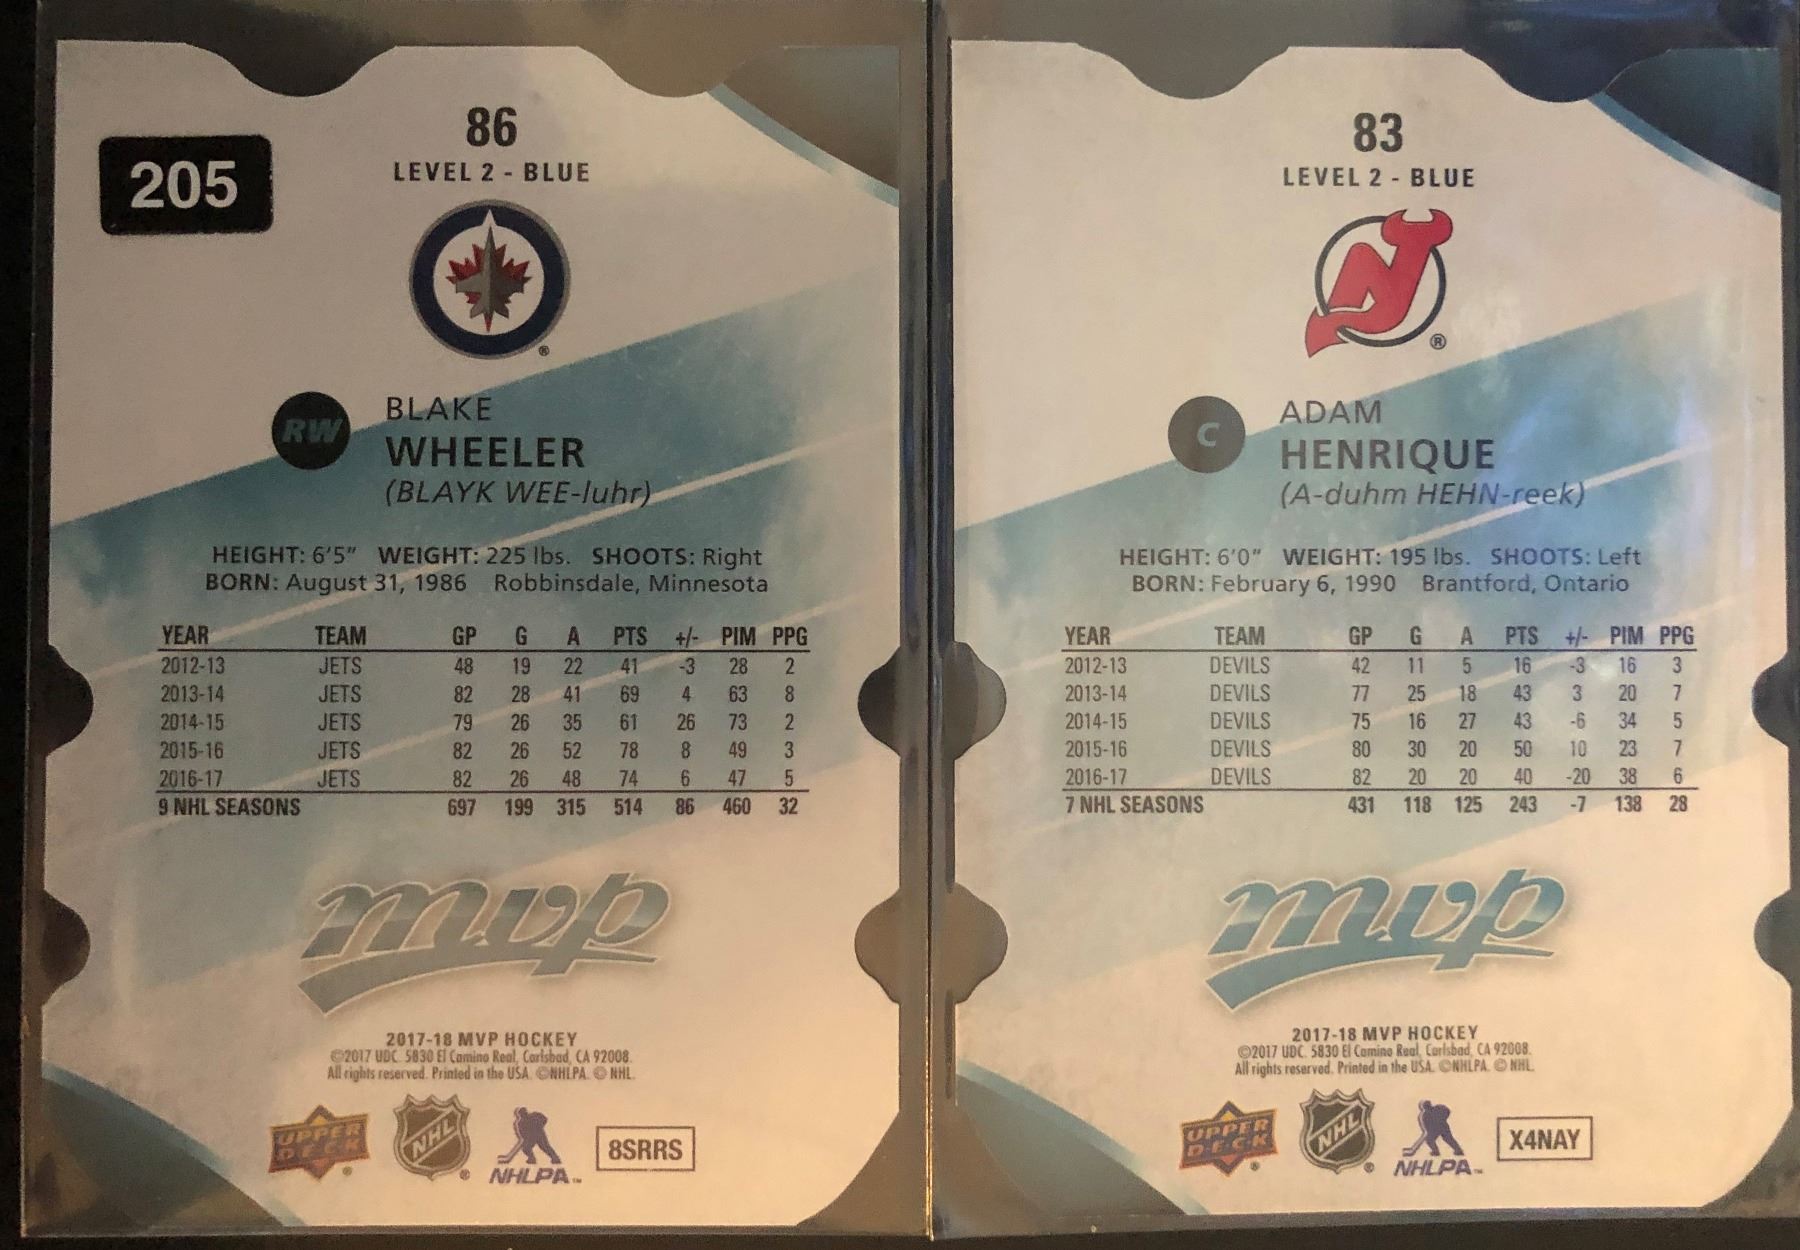 205
86
LEVEL 2 - BLUE
®
RW
BLAKE
WHEELER
(BLAYK WEE-luhr)
HEIGHT: 6'5" WEIGHT: 225 lbs. SHOOTS: Right
BORN: August 31, 1986 Robbinsdale, Minnesota
YEAR TEAM GP G A PTS +/- PIM PPG
2012-13 JETS 48 19 22 41 -3 28 2
2013-14 JETS 82 28 41 69 4 63 8
2014-15 JETS 79 26 35 61 26 73 2
2015-16 JETS 82 26 52 78 8 49 3
2016-17 JETS 82 26 48 74 6 47 5
9 NHL SEASONS 697 199 315 514 86 460 32
mvp
2017-18 MVP HOCKEY
©2017 UDC. 5830 El Camino Real, Carlsbad, CA 92008.
All rights reserved. Printed in the USA. ©NHLPA. © NHL.
UPPER DECK® NHL® NHLPA™ 8SRRS
83
LEVEL 2 - BLUE
NJ®
C
ADAM
HENRIQUE
(A-duhm HEHN-reek)
HEIGHT: 6'0" WEIGHT: 195 lbs. SHOOTS: Left
BORN: February 6, 1990 Brantford, Ontario
YEAR TEAM GP G A PTS +/- PIM PPG
2012-13 DEVILS 42 11 5 16 -3 16 3
2013-14 DEVILS 77 25 18 43 3 20 7
2014-15 DEVILS 75 16 27 43 -6 34 5
2015-16 DEVILS 80 30 20 50 10 23 7
2016-17 DEVILS 82 20 20 40 -20 38 6
7 NHL SEASONS 431 118 125 243 -7 138 28
mvp
2017-18 MVP HOCKEY
©2017 UDC. 5830 El Camino Real, Carlsbad, CA 92008.
All rights reserved. Printed in the USA. ©NHLPA. © NHL.
UPPER DECK® NHL® NHLPA™ X4NAY